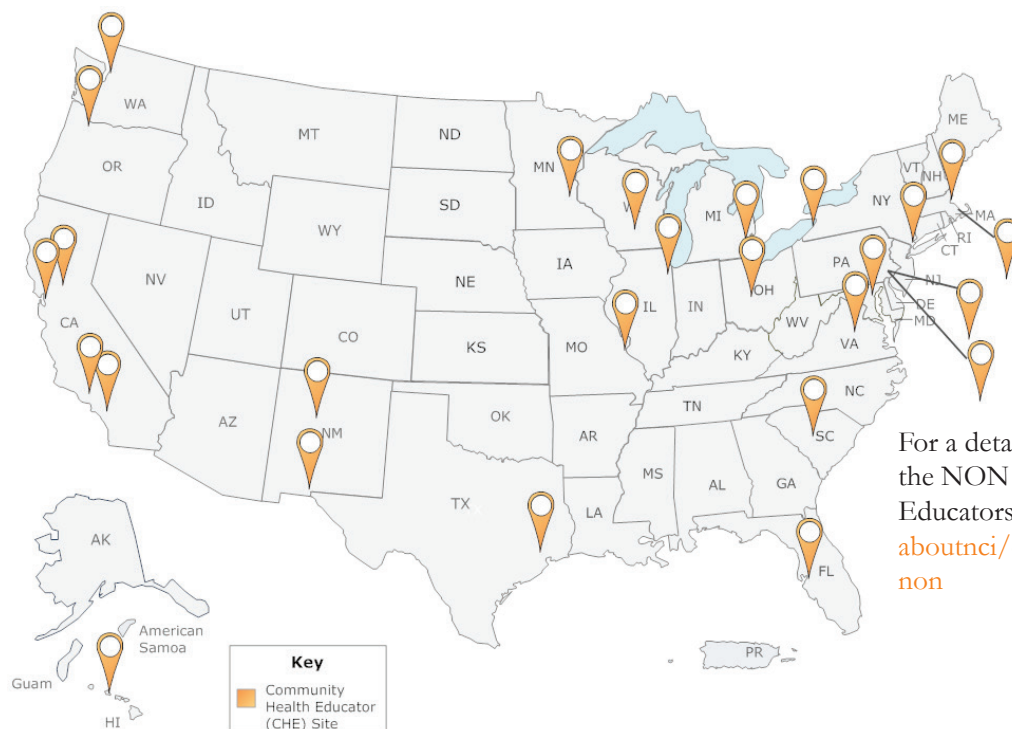 WA
MT
ND
MN
ME
VT
NH
OR
ID
SD
WY
MI
NY
MA
RI
CT
IA
NE
PA
NJ
NV
UT
CO
IL
IN
OH
DE
MD
WV
VA
CA
KS
MO
KY
AZ
NM
OK
TN
NC
AR
SC
MS
AL
GA
TX
LA
FL
For a deta
the NON
Educators
aboutnci/
non
AK
American
Samoa
Guam
HI
PR
Key
Community
Health Educator
(CHE) Site